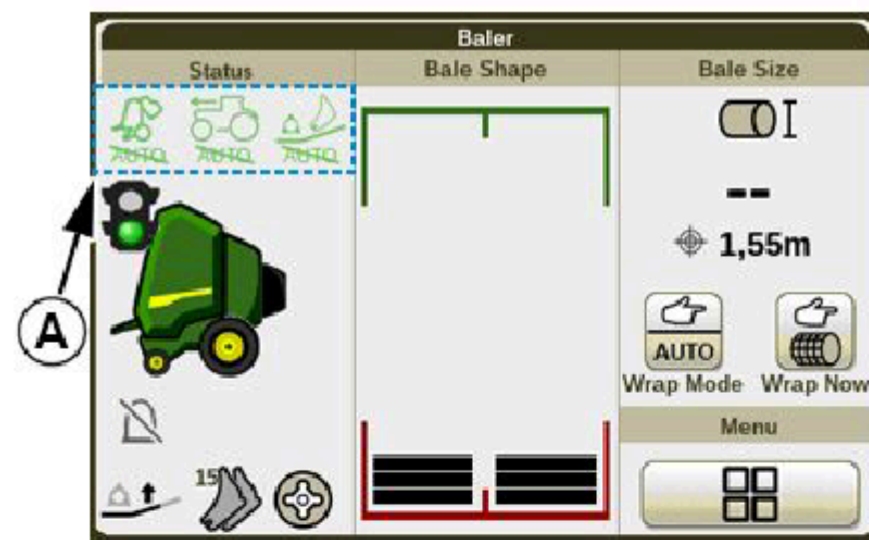 Baler
Status
Bale Shape
Bale Size
AUTO
AUTO
AUTO
A
--
1,55m
AUTO
Wrap Mode
Wrap Now
Menu
15